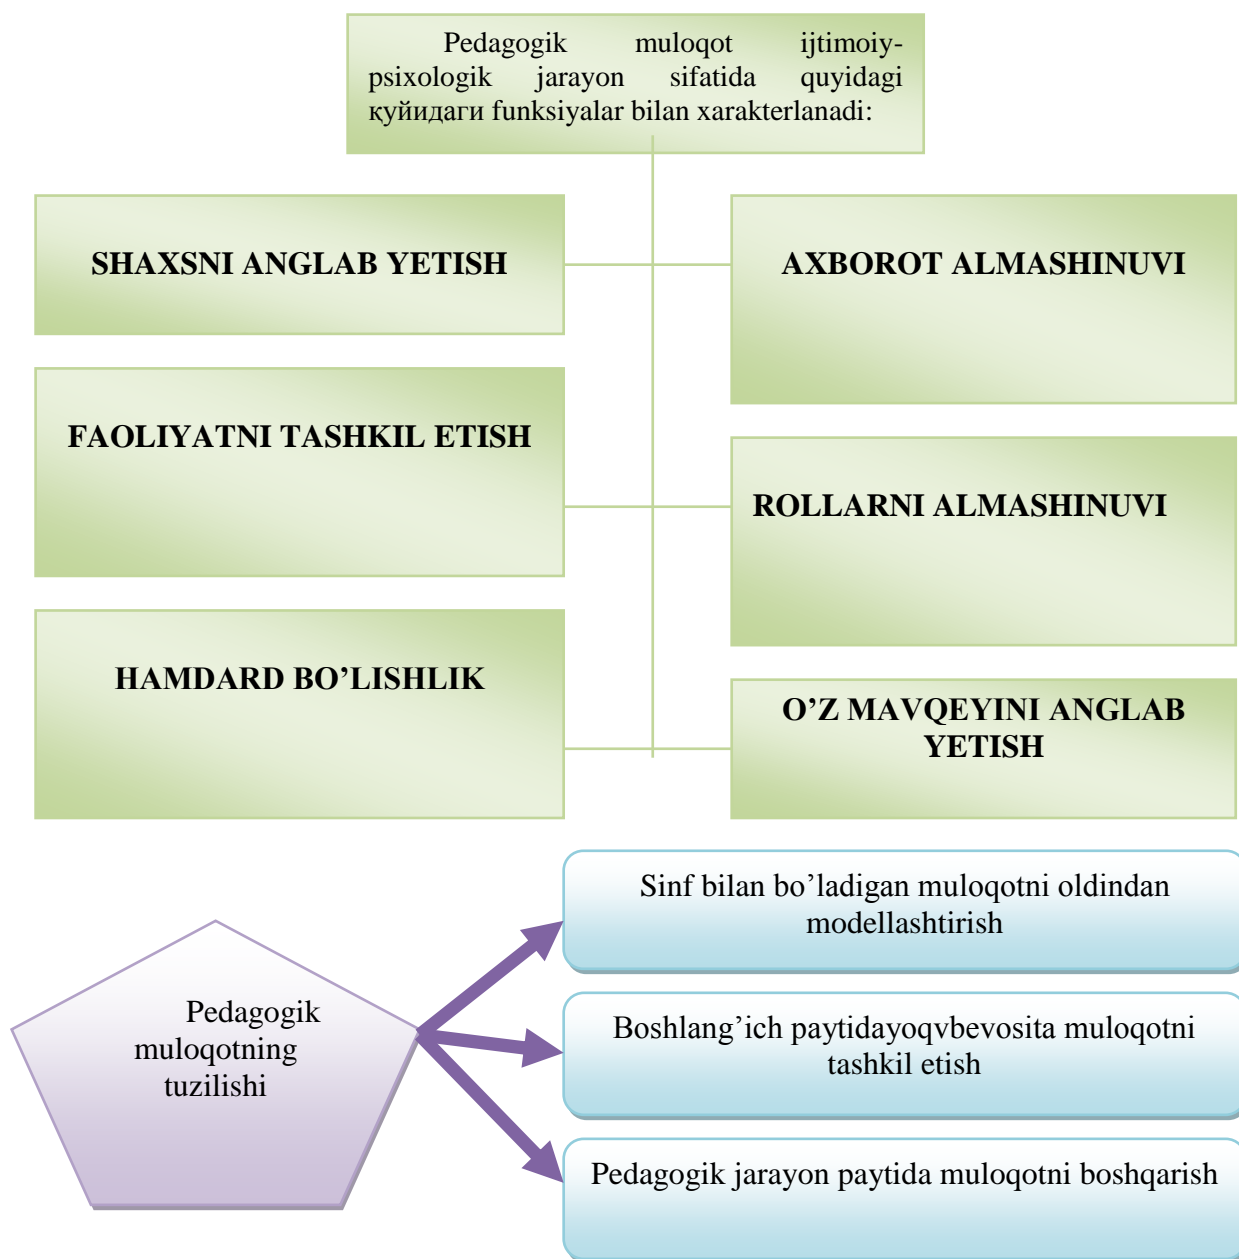 Pedagogik muloqot ijtimoiy-
psixologik jarayon sifatida quyidagi
қуйидаги funksiyalar bilan xarakterlanadi:
SHAXSNI ANGLAB YETISH
AXBOROT ALMASHINUVI
FAOLIYATNI TASHKIL ETISH
ROLLARNI ALMASHINUVI
HAMDARD BO’LISHLIK
O’Z MAVQEYINI ANGLAB
YETISH
Pedagogik
muloqotning
tuzilishi
Sinf bilan bo’ladigan muloqotni oldindan
modellashtirish
Boshlang’ich paytidayoqvbevosita muloqotni
tashkil etish
Pedagogik jarayon paytida muloqotni boshqarish